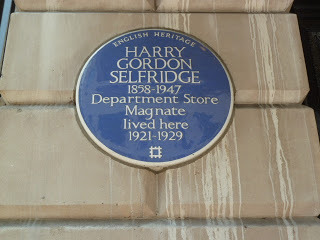 ENGLISH HERITAGE
HARRY
GORDON
SELFRIDGE
1858-1947
Department Store
Magnate
lived here
1921-1929